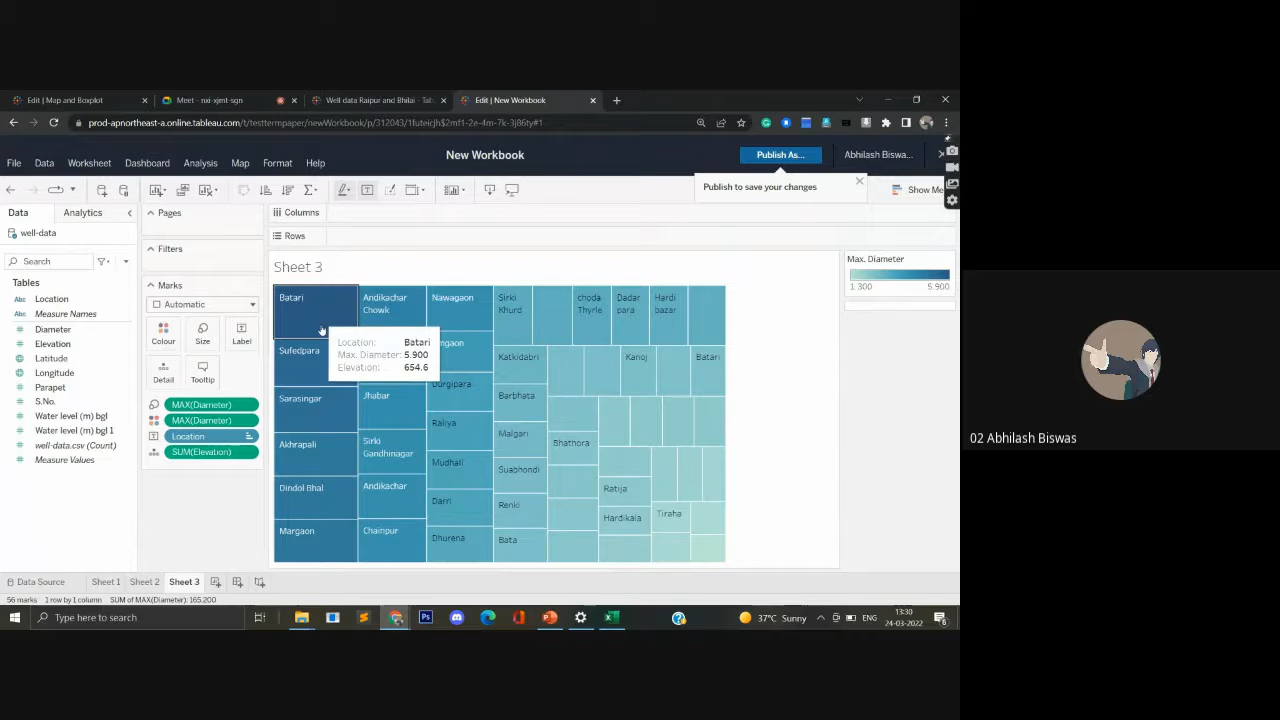 Edit | Map and Boxplot
Meet - nxi-xjmt-sgn
Well data Raipur and Bhilai - Tab
Edit | New Workbook
prod-apnortheast-a.online.tableau.com/t/testtermpaper/newWorkbook/p/312043/1futeicjh$2mf1-2e-4m-7k-3j86ty#1
File Data Worksheet Dashboard Analysis Map Format Help
New Workbook
Publish As...
Abhilash Biswa...
Publish to save your changes
Show Me
Data Analytics
well-data
Search
Tables
Abc Location
Abc Measure Names
Diameter
Elevation
Latitude
Longitude
Parapet
S.No.
Water level (m) bgl
Water level (m) bgl 1
well-data.csv (Count)
Measure Values
Pages
Filters
Marks
Automatic
Colour Size Label
Detail Tooltip
MAX(Diameter)
MAX(Diameter)
Location
SUM(Elevation)
Columns
Rows
Sheet 3
Batari
Sufedpara
Sarasingar
Akhrapali
Dindol Bhal
Margaon
Andikachar
Chowk
Jhabar
Sirki
Gandhinagar
Andikachar
Chainpur
Nawagaon
Durgipara
Raliya
Mudhali
Darri
Dhurena
Sirki
Khurd
Katkidabri
Barbhata
Malgari
Suabhondi
Renki
Bata
choda
Thyrle
Dadar
para
Hardi
bazar
Kanoj
Batari
Bhathora
Ratija
Hardikala
Tiraha
Location: Batari
Max. Diameter: 5.900
Elevation: 654.6
Max. Diameter
1.300 5.900
Data Source Sheet 1 Sheet 2 Sheet 3
56 marks 1 row by 1 column SUM of MAX(Diameter): 165.200
Type here to search
37°C Sunny
ENG
13:30
24-03-2022
02 Abhilash Biswas